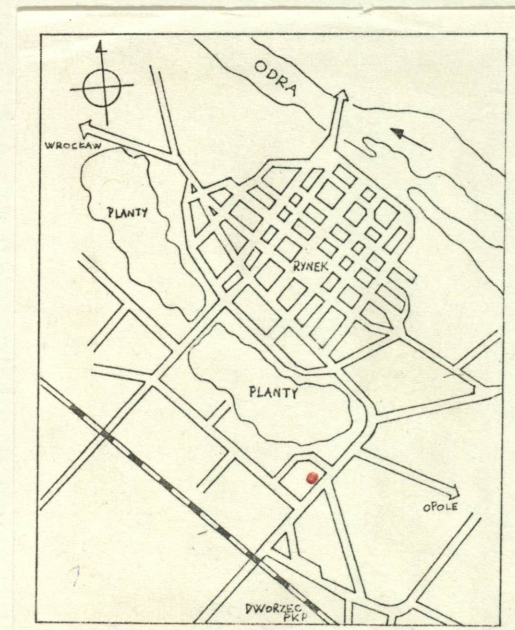 ODRA
WROCŁAW
PLANTY
RYNEK
PLANTY
OPOLE
DWORZEC
PKP